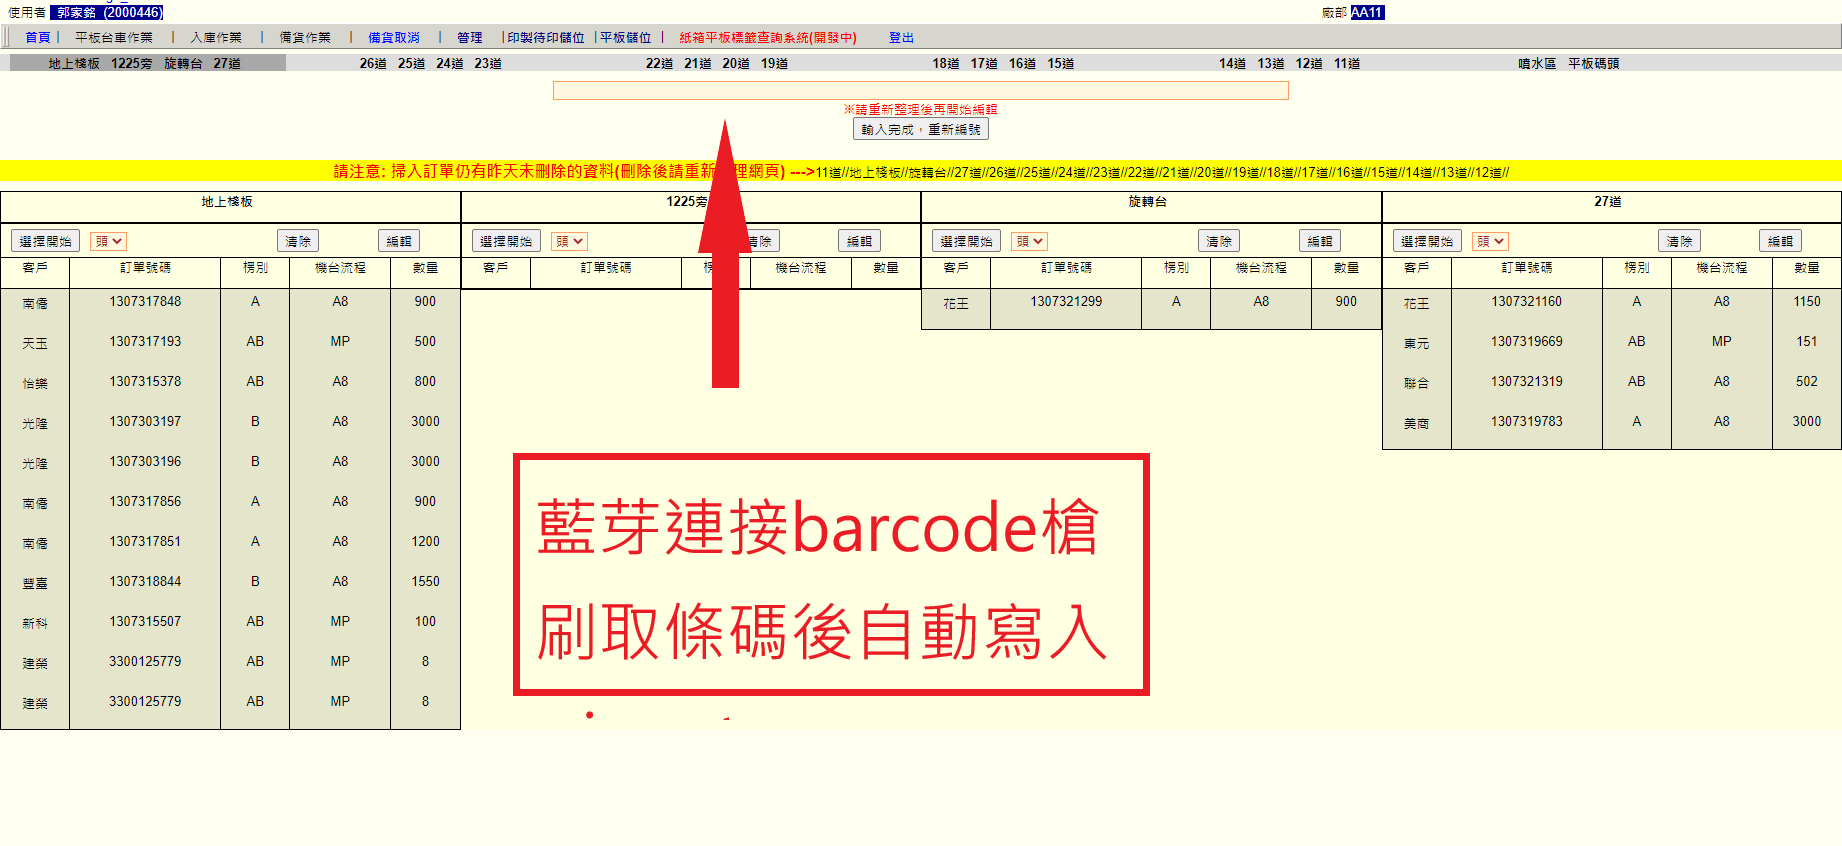 使用者 郭家銘 (2000446) 廠部 AA11
首頁 | 平板台車作業 | 入庫作業 | 備貨作業 | 備貨取消 | 管理 |印製待印儲位 |平板儲位 | 紙箱平板標籤查詢系統(開發中) 登出
地上棧板 1225旁 旋轉台 27道 26道 25道 24道 23道 22道 21道 20道 19道 18道 17道 16道 15道 14道 13道 12道 11道 噴水區 平板碼頭
※請重新整理後再開始編輯
輸入完成，重新編號
請注意: 掃入訂單仍有昨天未刪除的資料(刪除後請重新 理網頁) --->11道//地上棧板//旋轉台//27道//26道//25道//24道//23道//22道//21道//20道//19道//18道//17道//16道//15道//14道//13道//12道//
地上棧板 1225旁 旋轉台 27道
選擇開始 頭 清除 編輯 選擇開始 頭 除 編輯 選擇開始 頭 清除 編輯 選擇開始 頭 清除 編輯
客戶 訂單號碼 楞別 機台流程 數量 客戶 訂單號碼 機台流程 數量 客戶 訂單號碼 楞別 機台流程 數量 客戶 訂單號碼 楞別 機台流程 數量
南僑 1307317848 A A8 900 花王 1307321299 A A8 900 花王 1307321160 A A8 1150
天玉 1307317193 AB MP 500 東元 1307319669 AB MP 151
怡樂 1307315378 AB A8 800 聯合 1307321319 AB A8 502
光隆 1307303197 B A8 3000 美商 1307319783 A A8 3000
光隆 1307303196 B A8 3000
南僑 1307317856 A A8 900
南僑 1307317851 A A8 1200
豐臺 1307318844 B A8 1550
新科 1307315507 AB MP 100
建榮 3300125779 AB MP 8
建榮 3300125779 AB MP 8
藍芽連接barcode槍
刷取條碼後自動寫入